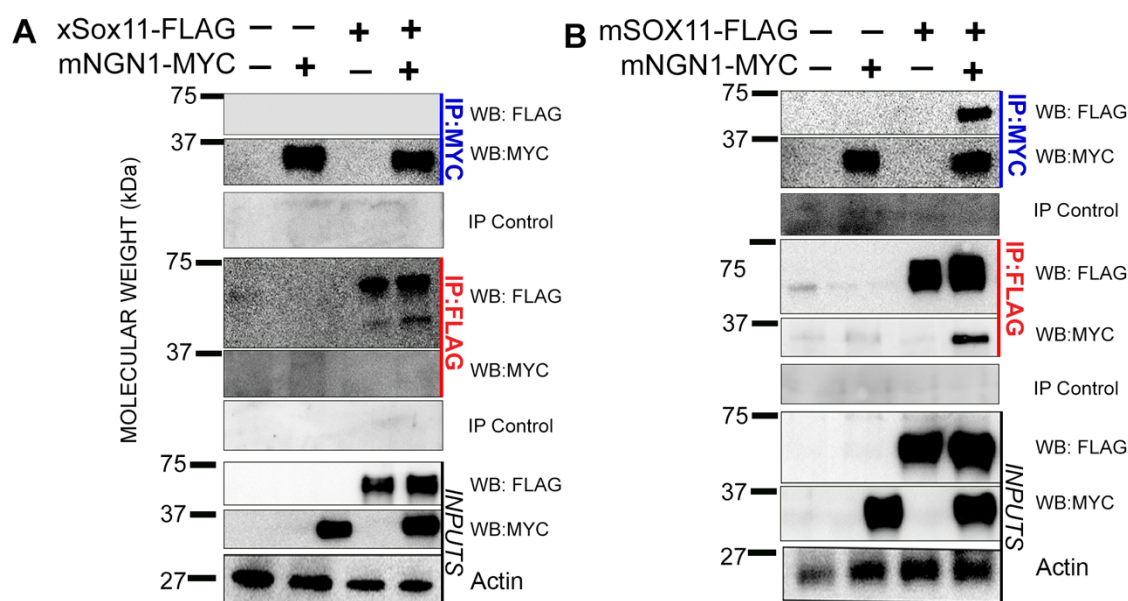 A
xSox11-FLAG − − + +
mNGN1-MYC − + − +
MOLECULAR WEIGHT (kDa)
75
WB: FLAG
37
WB:MYC
IP:MYC
IP Control
75
WB: FLAG
37
WB:MYC
IP:FLAG
IP Control
75
WB: FLAG
37
WB:MYC
INPUTS
27
Actin
B
mSOX11-FLAG − − + +
mNGN1-MYC − + − +
75
WB: FLAG
37
WB:MYC
IP:MYC
IP Control
75
WB: FLAG
37
WB:MYC
IP:FLAG
IP Control
75
WB: FLAG
37
WB:MYC
INPUTS
27
Actin